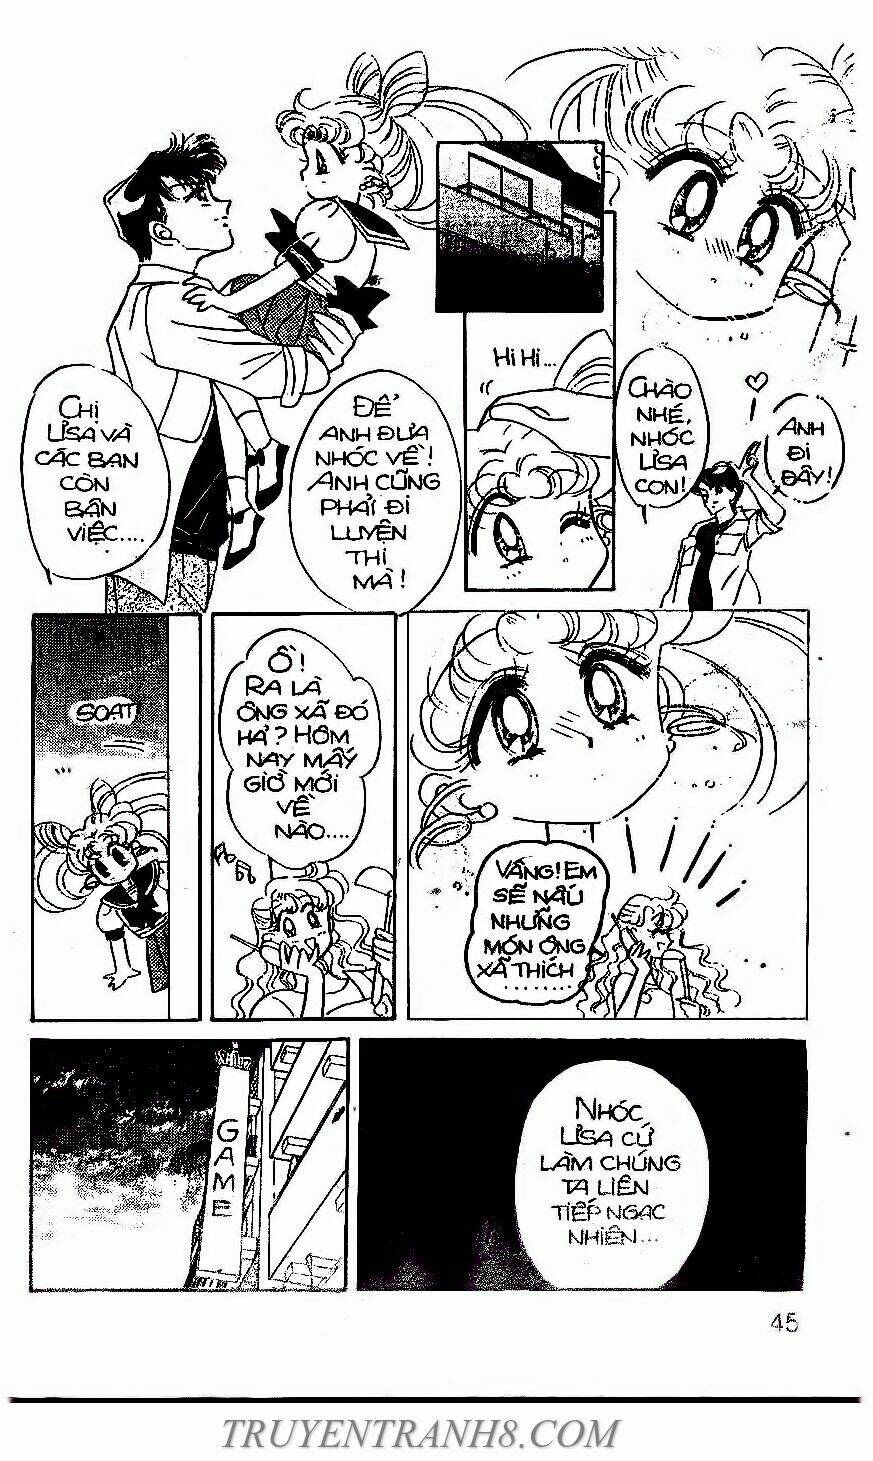 CHỊ
LISA VÀ
CÁC BẠN
CÒN
BẬN
VIỆC....
ĐỂ
ANH ĐƯA
NHÓC VỀ!
ANH CŨNG
PHẢI ĐI
LUYỆN
THI
MÀ!
HI HI...
CHÀO
NHÉ,
NHÓC
LISA
CON!
ANH
ĐI
ĐÂY!
SOẠT!
Ồ!
RA LÀ
ÔNG XÃ ĐÓ
HẢ? HÔM
NAY MẤY
GIỜ MỚI
VỀ
NÀO....
VÂNG! EM
SẼ NẤU
NHỮNG
MÓN ÔNG
XÃ THÍCH
........
GAME
NHÓC
LISA CỨ
LÀM CHÚNG
TA LIÊN
TIẾP NGẠC
NHIÊN...
45
TRUYENTRANH8.COM